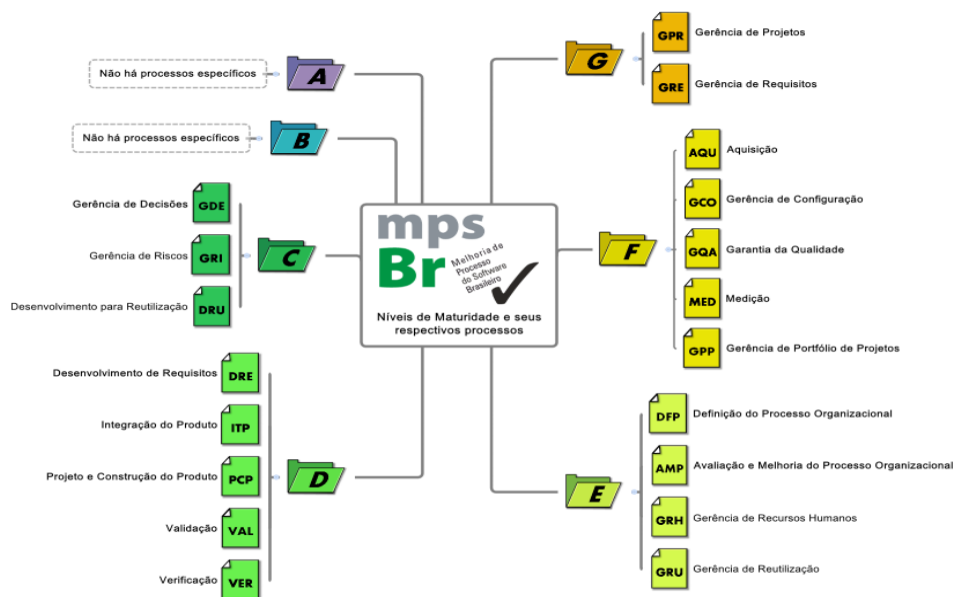 mps
Br
Melhoria de
Processo
do Software
Brasileiro
Níveis de Maturidade e seus
respectivos processos
G
GPR
Gerência de Projetos
GRE
Gerência de Requisitos
F
AQU
Aquisição
GCO
Gerência de Configuração
GQA
Garantia da Qualidade
MED
Medição
GPP
Gerência de Portfólio de Projetos
E
DFP
Definição do Processo Organizacional
AMP
Avaliação e Melhoria do Processo Organizacional
GRH
Gerência de Recursos Humanos
GRU
Gerência de Reutilização
D
Desenvolvimento de Requisitos
DRE
Integração do Produto
ITP
Projeto e Construção do Produto
PCP
Validação
VAL
Verificação
VER
C
Gerência de Decisões
GDE
Gerência de Riscos
GRI
Desenvolvimento para Reutilização
DRU
B
Não há processos específicos
A
Não há processos específicos